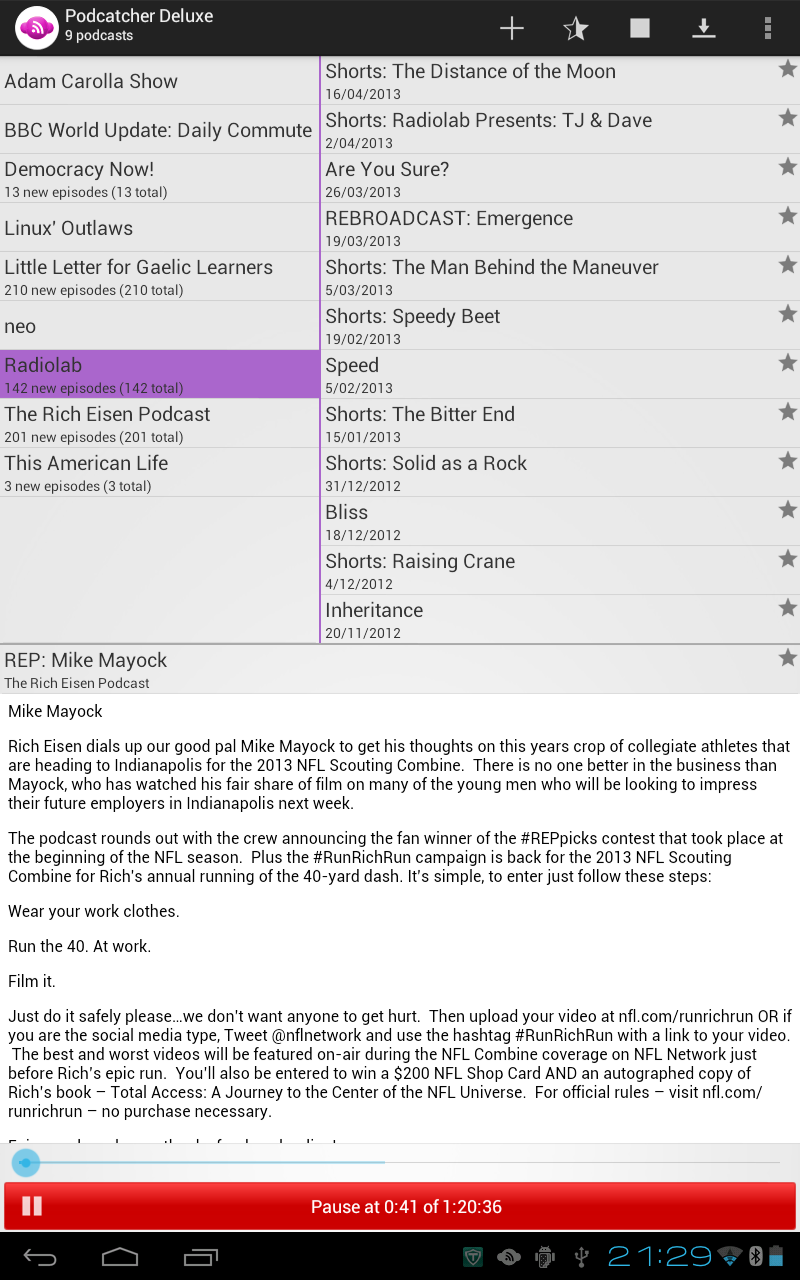 Podcatcher Deluxe
9 podcasts
Adam Carolla Show
BBC World Update: Daily Commute
Democracy Now!
13 new episodes (13 total)
Linux' Outlaws
Little Letter for Gaelic Learners
210 new episodes (210 total)
neo
Radiolab
142 new episodes (142 total)
The Rich Eisen Podcast
201 new episodes (201 total)
This American Life
3 new episodes (3 total)
Shorts: The Distance of the Moon
16/04/2013
Shorts: Radiolab Presents: TJ & Dave
2/04/2013
Are You Sure?
26/03/2013
REBROADCAST: Emergence
19/03/2013
Shorts: The Man Behind the Maneuver
5/03/2013
Shorts: Speedy Beet
19/02/2013
Speed
5/02/2013
Shorts: The Bitter End
15/01/2013
Shorts: Solid as a Rock
31/12/2012
Bliss
18/12/2012
Shorts: Raising Crane
4/12/2012
Inheritance
20/11/2012
REP: Mike Mayock
The Rich Eisen Podcast
Mike Mayock
Rich Eisen dials up our good pal Mike Mayock to get his thoughts on this years crop of collegiate athletes that
are heading to Indianapolis for the 2013 NFL Scouting Combine.  There is no one better in the business than
Mayock, who has watched his fair share of film on many of the young men who will be looking to impress
their future employers in Indianapolis next week.
The podcast rounds out with the crew announcing the fan winner of the #REPpicks contest that took place at
the beginning of the NFL season.  Plus the #RunRichRun campaign is back for the 2013 NFL Scouting
Combine for Rich's annual running of the 40-yard dash. It's simple, to enter just follow these steps:
Wear your work clothes.
Run the 40. At work.
Film it.
Just do it safely please…we don't want anyone to get hurt.  Then upload your video at nfl.com/runrichrun OR if
you are the social media type, Tweet @nflnetwork and use the hashtag #RunRichRun with a link to your video.
The best and worst videos will be featured on-air during the NFL Combine coverage on NFL Network just
before Rich's epic run.  You'll also be entered to win a $200 NFL Shop Card AND an autographed copy of
Rich's book – Total Access: A Journey to the Center of the NFL Universe.  For official rules – visit nfl.com/
runrichrun – no purchase necessary.
Pause at 0:41 of 1:20:36
21:29